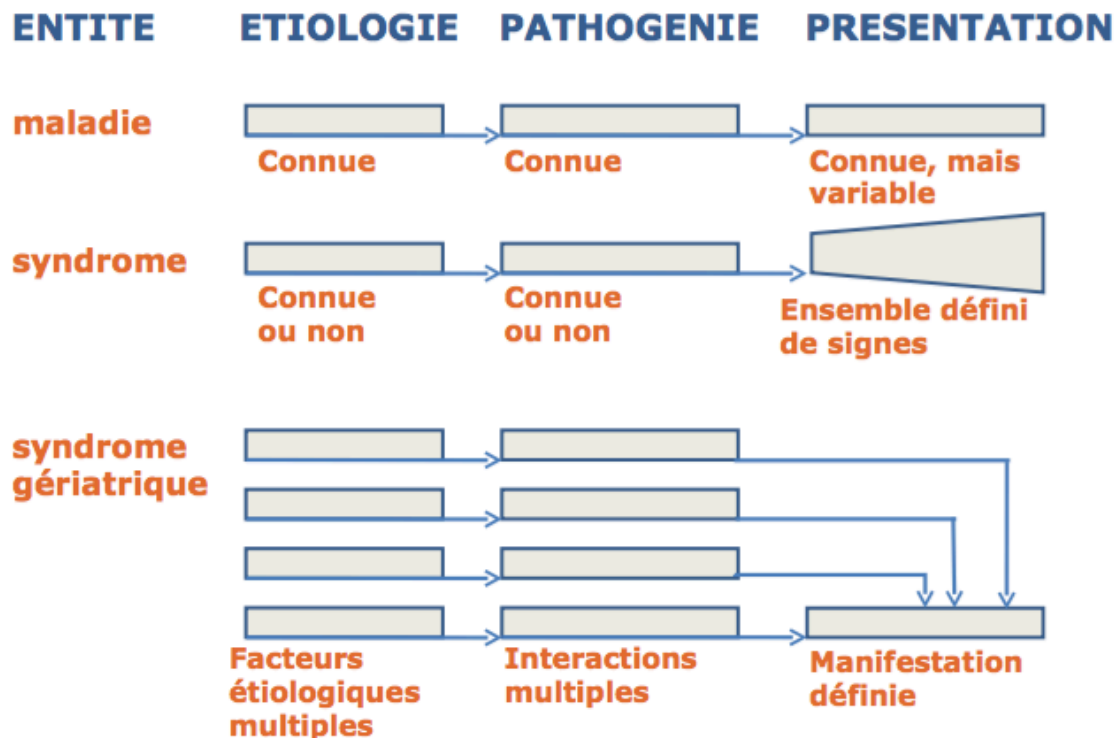 ENTITE ETIOLOGIE PATHOGENIE PRESENTATION
maladie
Connue
Connue
Connue, mais
variable
syndrome
Connue
ou non
Connue
ou non
Ensemble défini
de signes
syndrome
gériatrique
Facteurs
étiologiques
multiples
Interactions
multiples
Manifestation
définie